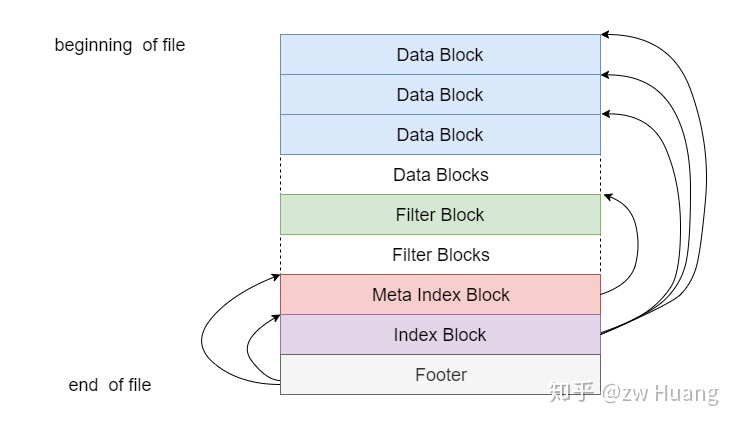 beginning of file
Data Block
Data Block
Data Block
Data Blocks
Filter Block
Filter Blocks
Meta Index Block
Index Block
Footer
end of file
知乎 @zw Huang